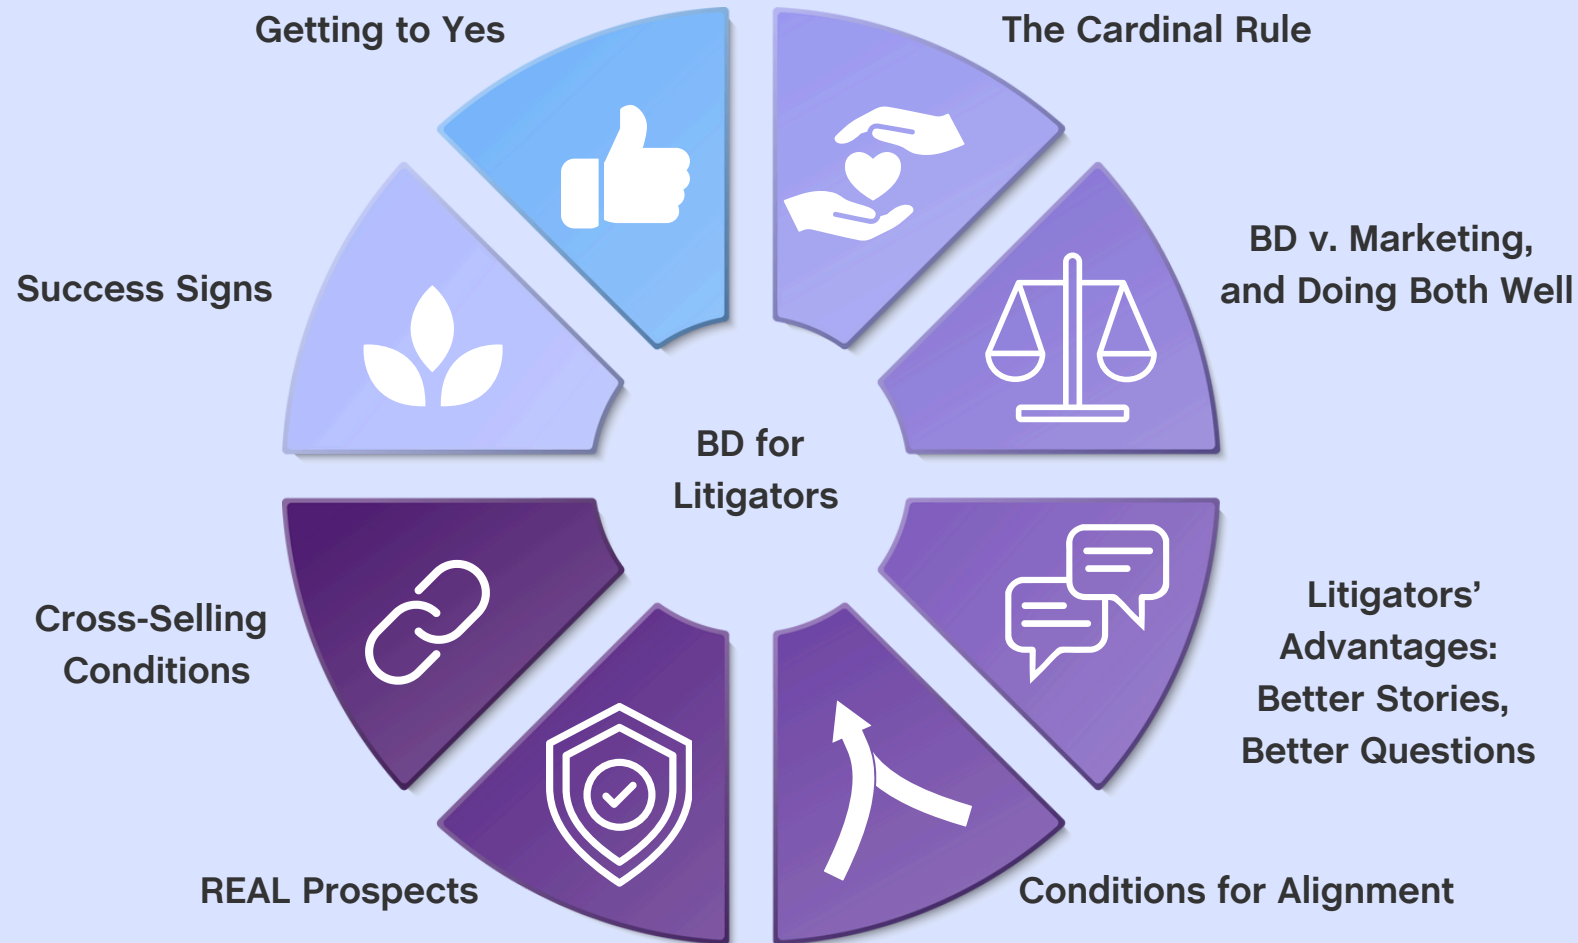 Getting to Yes
The Cardinal Rule
BD v. Marketing,
and Doing Both Well
Success Signs
BD for
Litigators
Litigators’
Advantages:
Better Stories,
Better Questions
Cross-Selling
Conditions
REAL Prospects
Conditions for Alignment